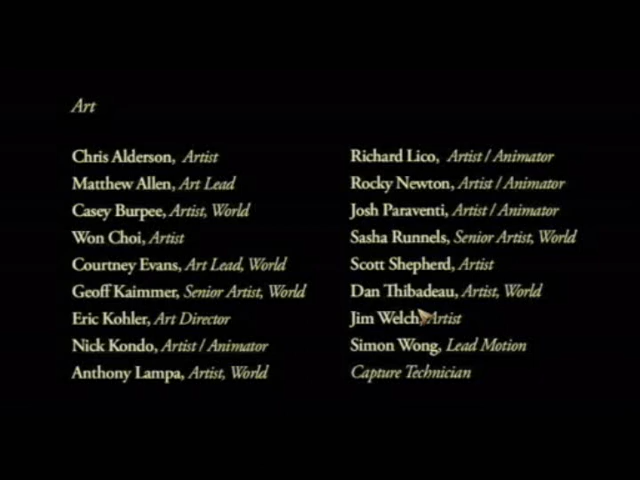 Art
Chris Alderson, Artist
Matthew Allen, Art Lead
Casey Burpee, Artist, World
Won Choi, Artist
Courtney Evans, Art Lead, World
Geoff Kaimmer, Senior Artist, World
Eric Kohler, Art Director
Nick Kondo, Artist / Animator
Anthony Lampa, Artist, World
Richard Lico, Artist / Animator
Rocky Newton, Artist / Animator
Josh Paraventi, Artist / Animator
Sasha Runnels, Senior Artist, World
Scott Shepherd, Artist
Dan Thibadeau, Artist, World
Jim Welch, Artist
Simon Wong, Lead Motion
Capture Technician